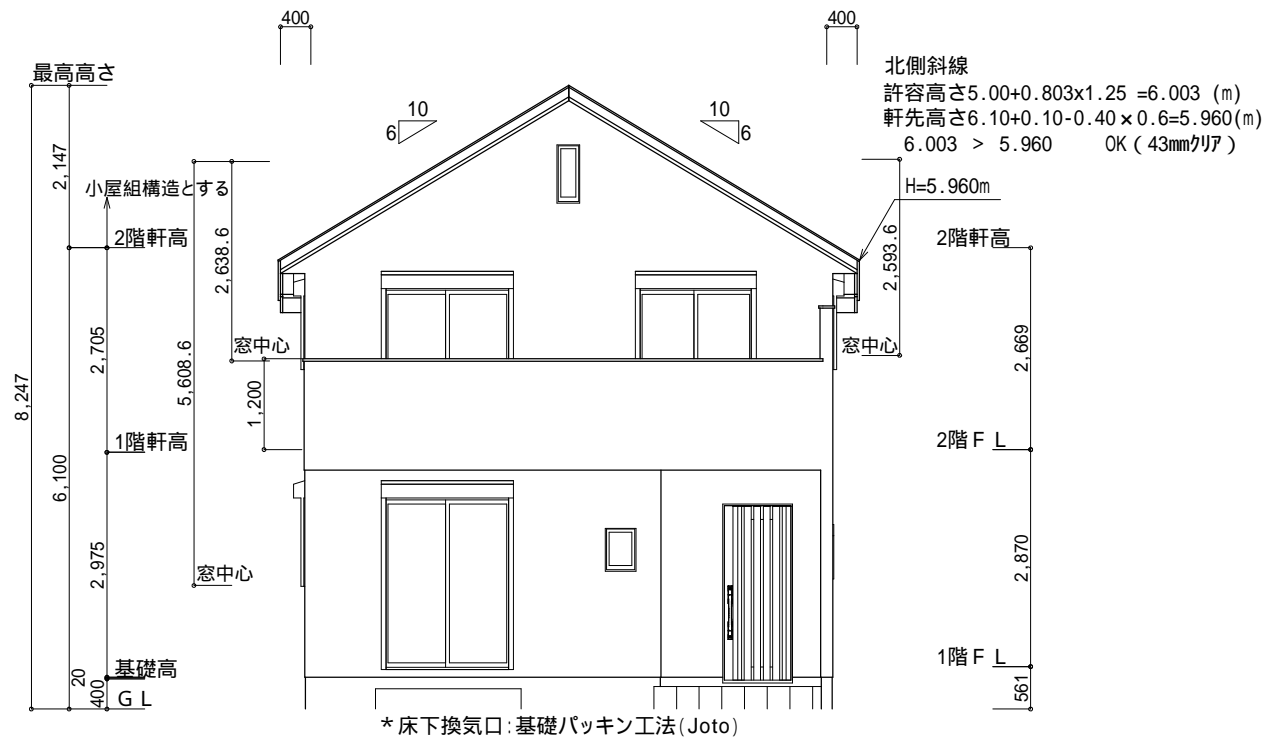 400
400
最高高さ
北側斜線
許容高さ5.00+0.803x1.25 =6.003 (m)
軒先高さ6.10+0.10-0.40×0.6=5.960(m)
6.003 > 5.960 OK(43mmクリア)
10
6
10
6
2,147
小屋組構造とする
H=5.960m
2階軒高
2階軒高
2,638.6
2,593.6
2,705
窓中心
窓中心
2,669
5,608.6
8,247
1,200
1階軒高
2階FL
6,100
2,975
2,870
窓中心
1階FL
基礎高
20
400
GL
561
*床下換気口:基礎パッキン工法(Joto)